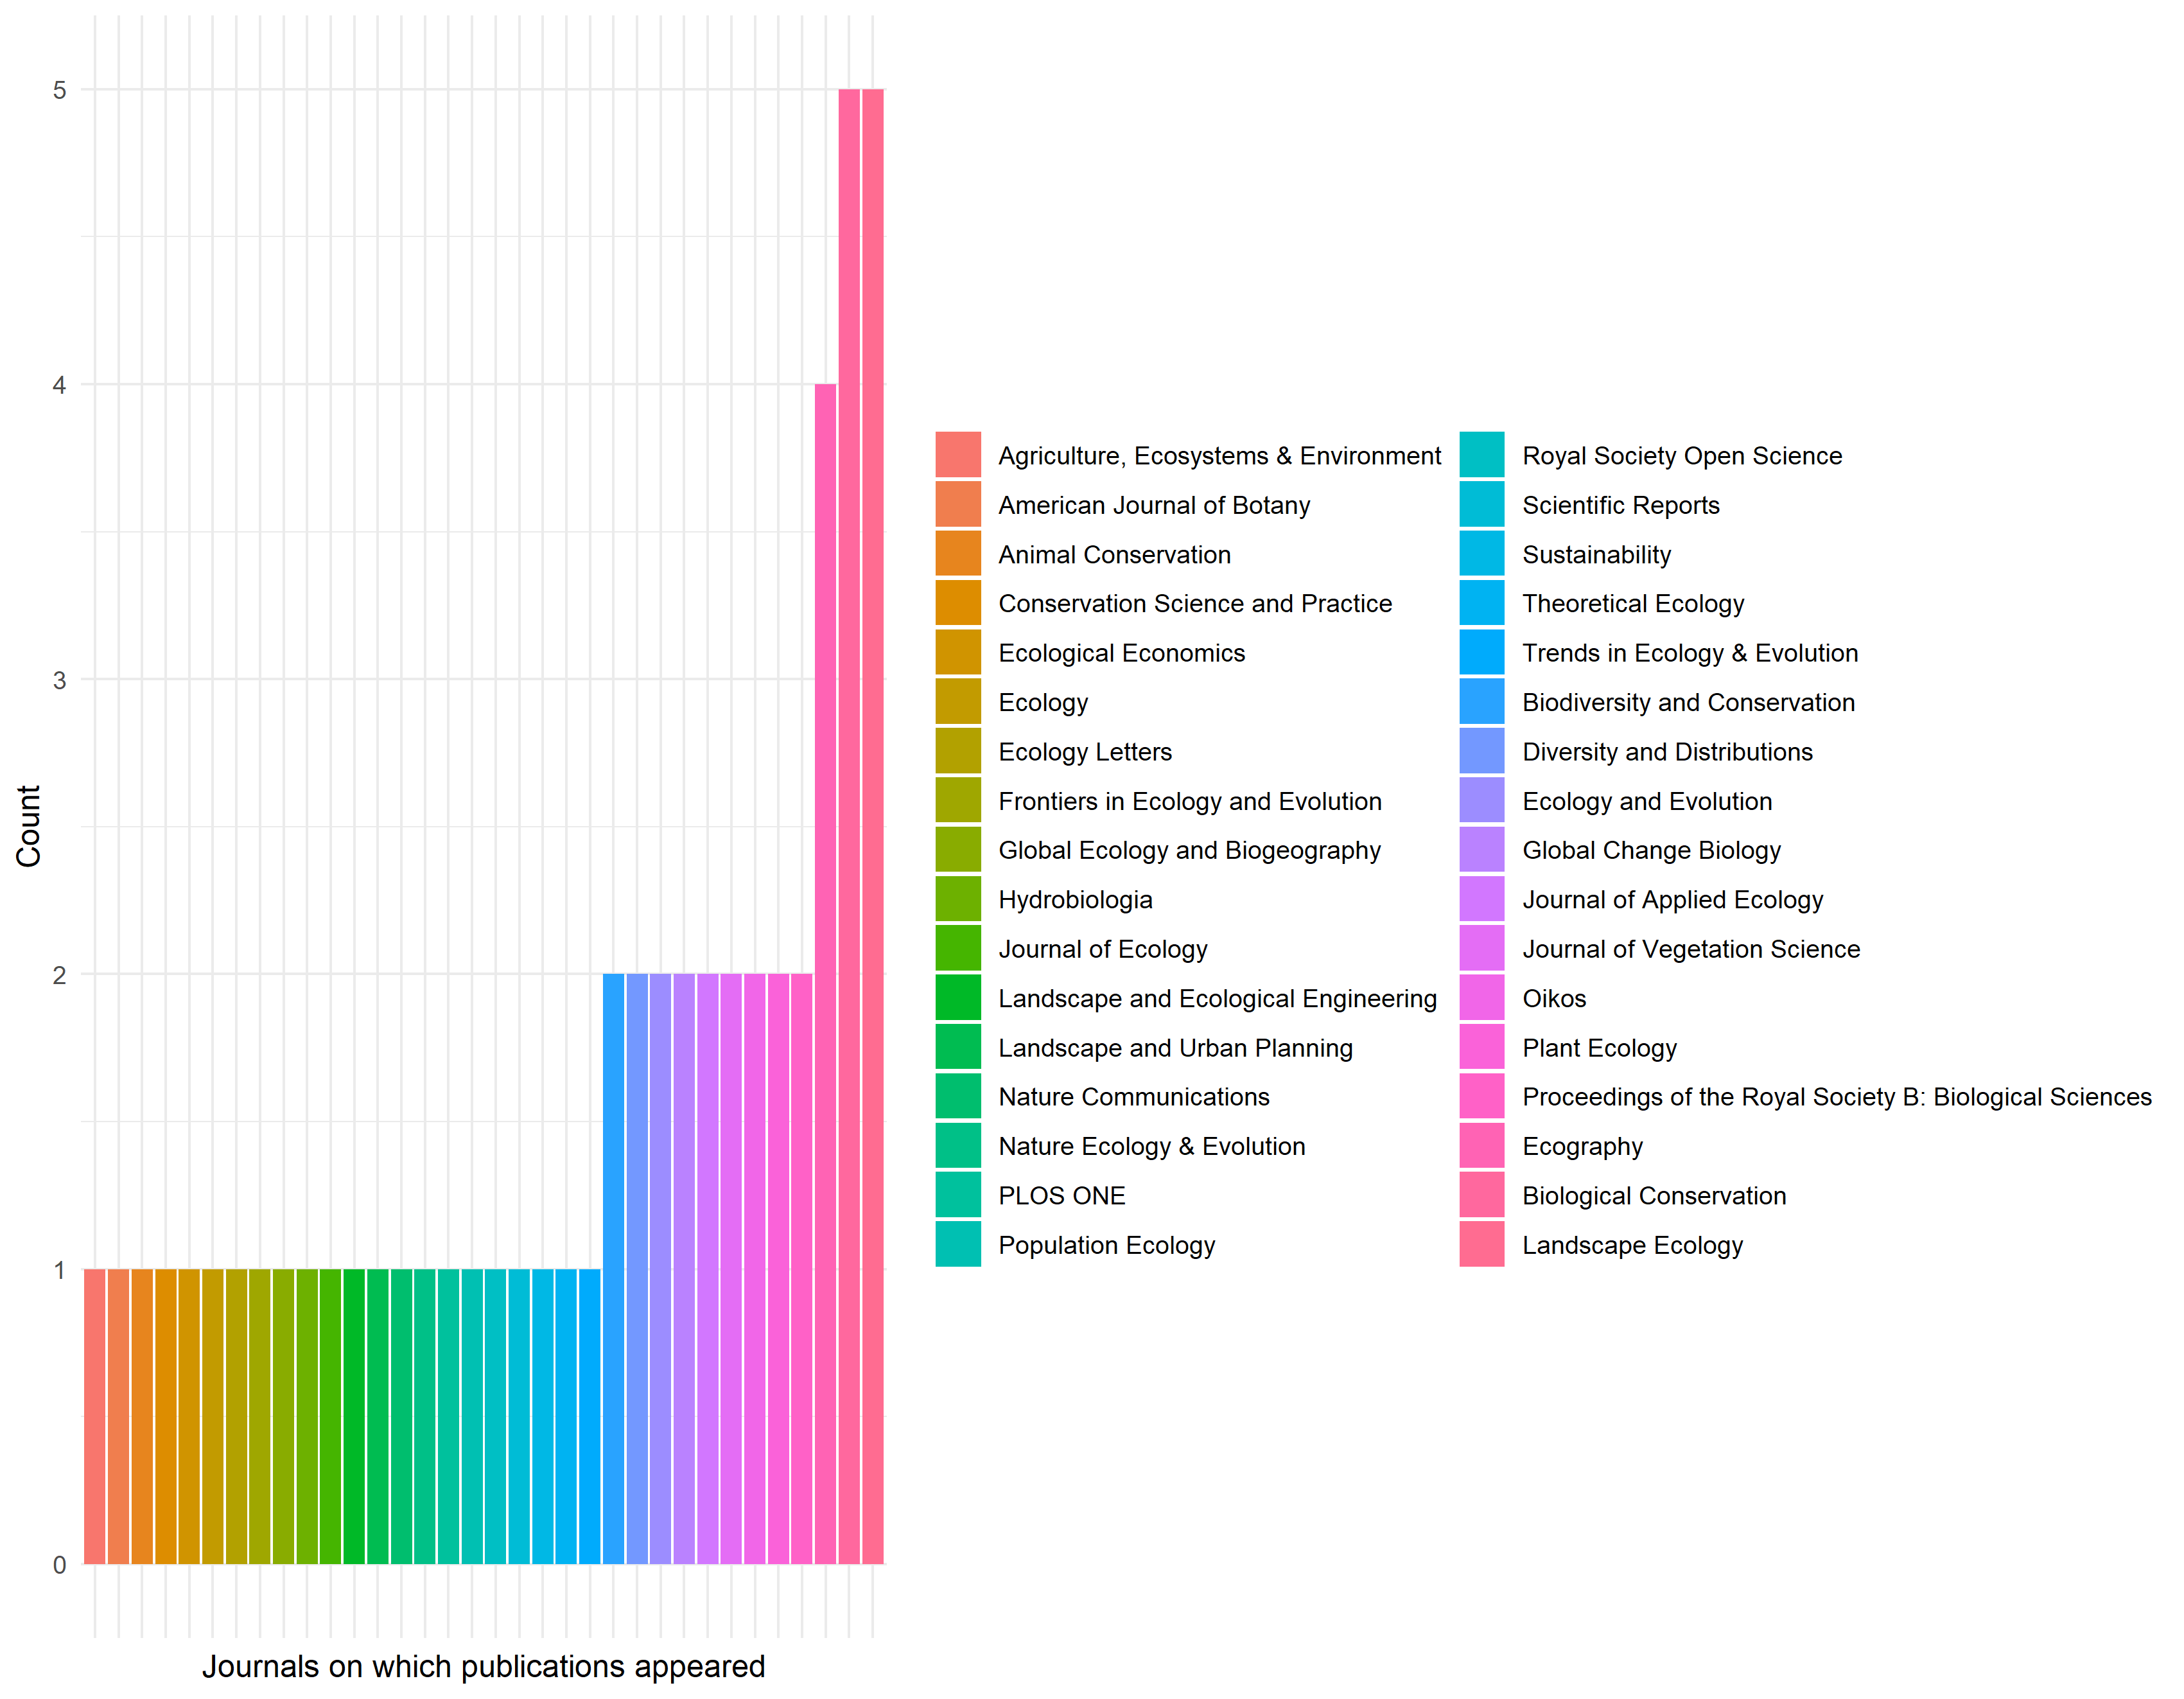 5
4
3
2
1
0
Count
Journals on which publications appeared
Agriculture, Ecosystems & Environment
American Journal of Botany
Animal Conservation
Conservation Science and Practice
Ecological Economics
Ecology
Ecology Letters
Frontiers in Ecology and Evolution
Global Ecology and Biogeography
Hydrobiologia
Journal of Ecology
Landscape and Ecological Engineering
Landscape and Urban Planning
Nature Communications
Nature Ecology & Evolution
PLOS ONE
Population Ecology
Royal Society Open Science
Scientific Reports
Sustainability
Theoretical Ecology
Trends in Ecology & Evolution
Biodiversity and Conservation
Diversity and Distributions
Ecology and Evolution
Global Change Biology
Journal of Applied Ecology
Journal of Vegetation Science
Oikos
Plant Ecology
Proceedings of the Royal Society B: Biological Sciences
Ecography
Biological Conservation
Landscape Ecology